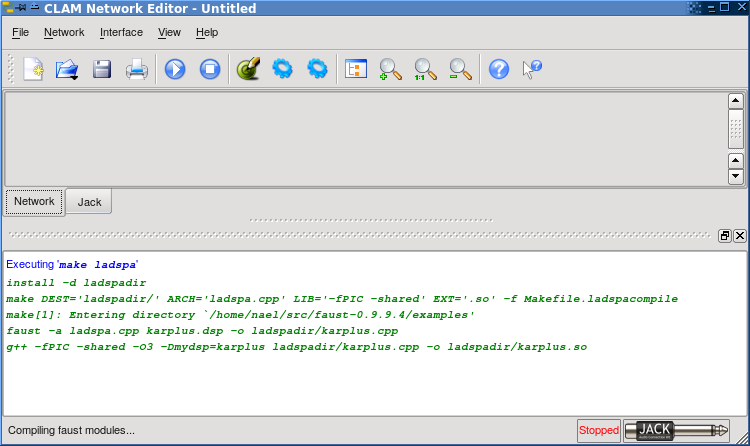 CLAM Network Editor - Untitled
File Network Interface View Help
1:1
Network Jack
Executing 'make ladspa'
install -d ladspadir
make DEST='ladspadir/' ARCH='ladspa.cpp' LIB='-fPIC -shared' EXT='.so' -f Makefile.ladspacompile
make[1]: Entering directory `/home/nael/src/faust-0.9.9.4/examples'
faust -a ladspa.cpp karplus.dsp -o ladspadir/karplus.cpp
g++ -fPIC -shared -O3 -Dmydsp=karplus ladspadir/karplus.cpp -o ladspadir/karplus.so
Compiling faust modules... Stopped JACK